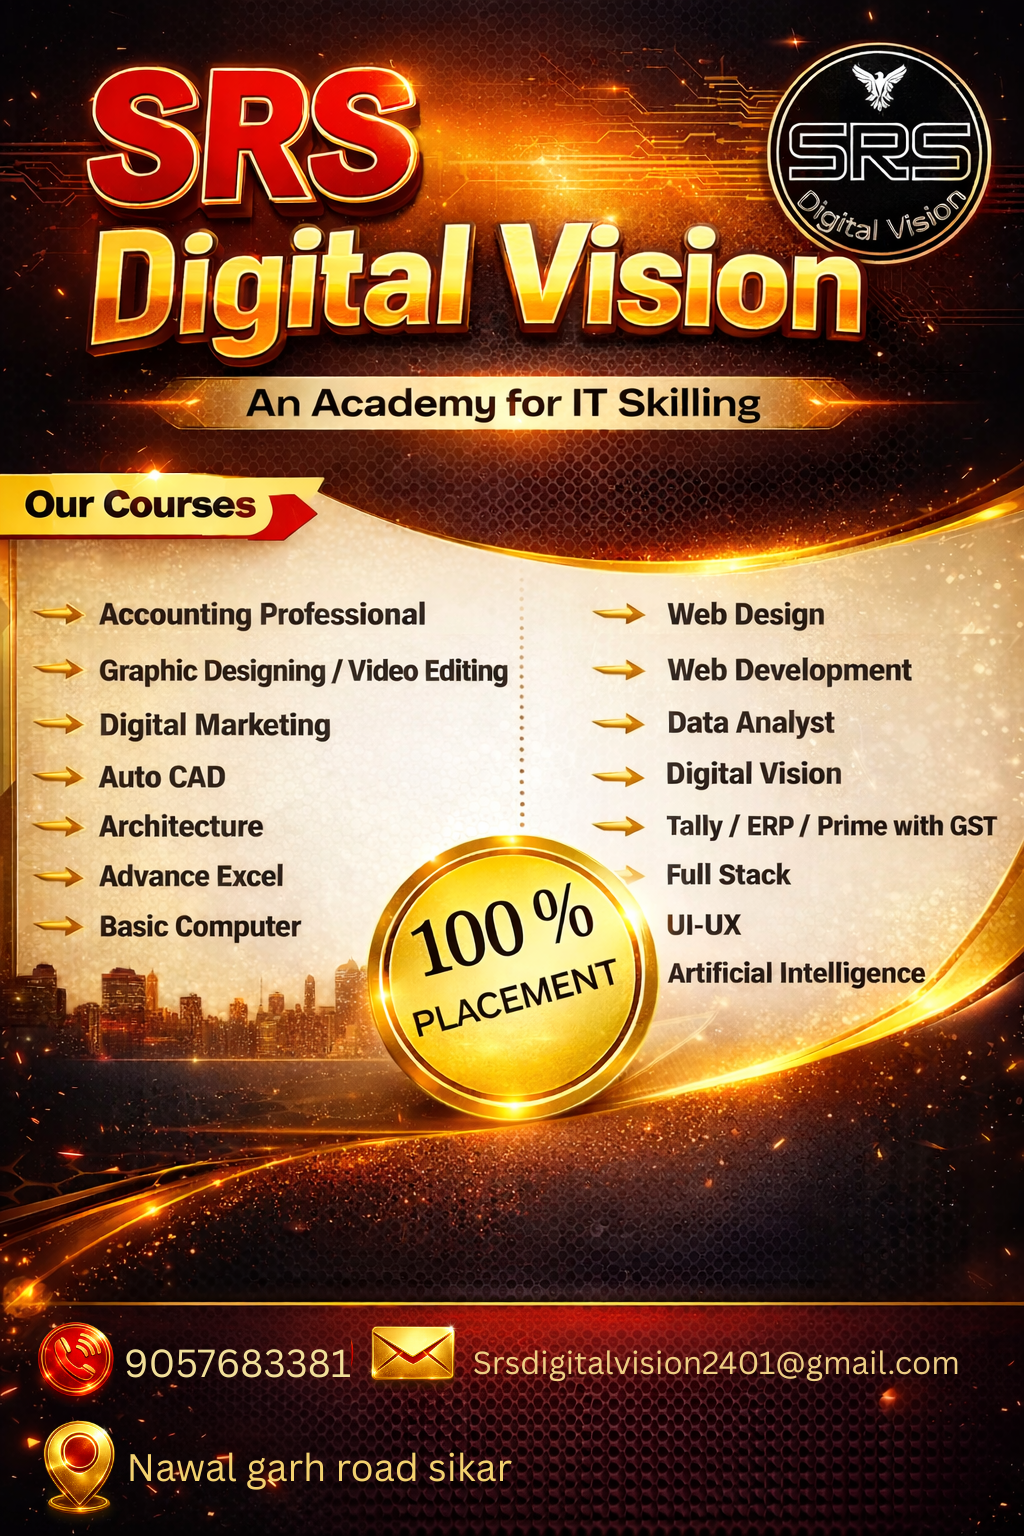 SRS
Digital Vision
SRS
Digital Vision
An Academy for IT Skilling
Our Courses
Accounting Professional
Graphic Designing / Video Editing
Digital Marketing
Auto CAD
Architecture
Advance Excel
Basic Computer
Web Design
Web Development
Data Analyst
Digital Vision
Tally / ERP / Prime with GST
Full Stack
UI-UX
Artificial Intelligence
100 %
PLACEMENT
9057683381
Srsdigitalvision2401@gmail.com
Nawal garh road sikar